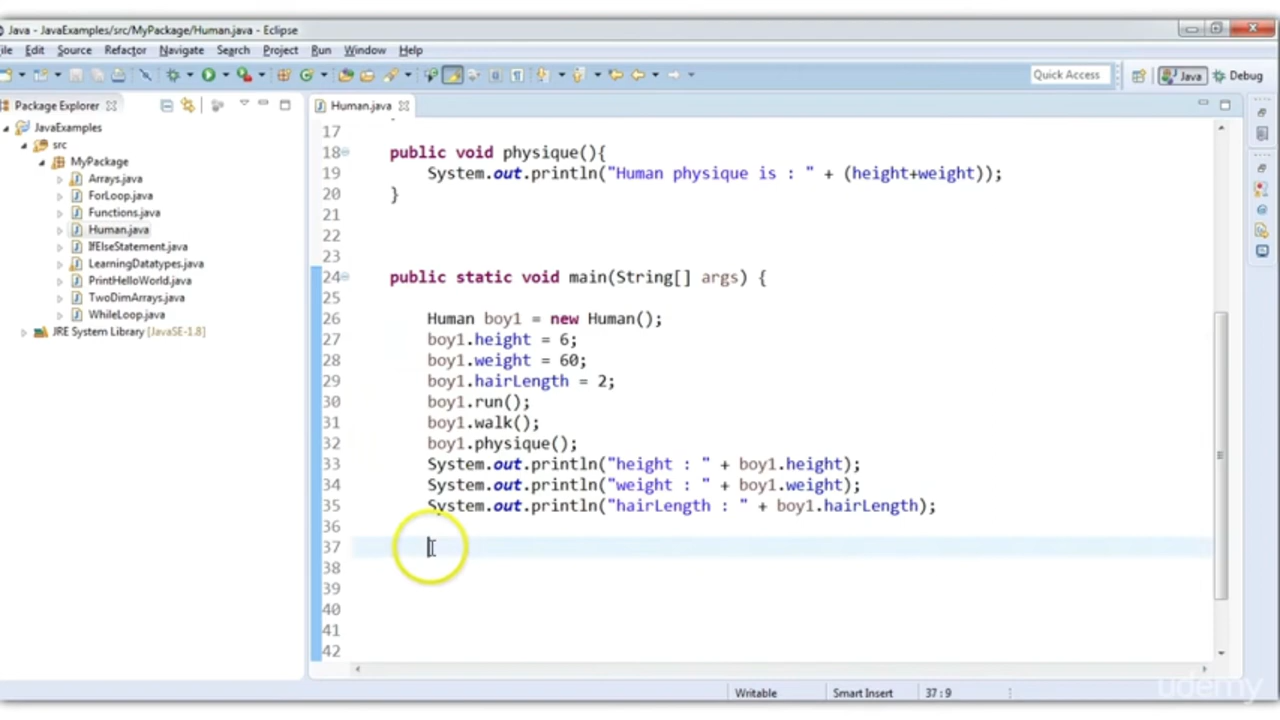 Java - JavaExamples/src/MyPackage/Human.java - Eclipse
ile Edit Source Refactor Navigate Search Project Run Window Help
Quick Access
Java
Debug
Package Explorer
Human.java
JavaExamples
src
MyPackage
Arrays.java
ForLoop.java
Functions.java
Human.java
IfElseStatement.java
LearningDatatypes.java
PrintHelloWorld.java
TwoDimArrays.java
WhileLoop.java
JRE System Library [JavaSE-1.8]
17
18 public void physique(){
19 System.out.println("Human physique is : " + (height+weight));
20 }
21
22
23
24 public static void main(String[] args) {
25
26 Human boy1 = new Human();
27 boy1.height = 6;
28 boy1.weight = 60;
29 boy1.hairLength = 2;
30 boy1.run();
31 boy1.walk();
32 boy1.physique();
33 System.out.println("height : " + boy1.height);
34 System.out.println("weight : " + boy1.weight);
35 System.out.println("hairLength : " + boy1.hairLength);
36
37
38
39
40
41
42
Writable
Smart Insert
37 : 9
udemy